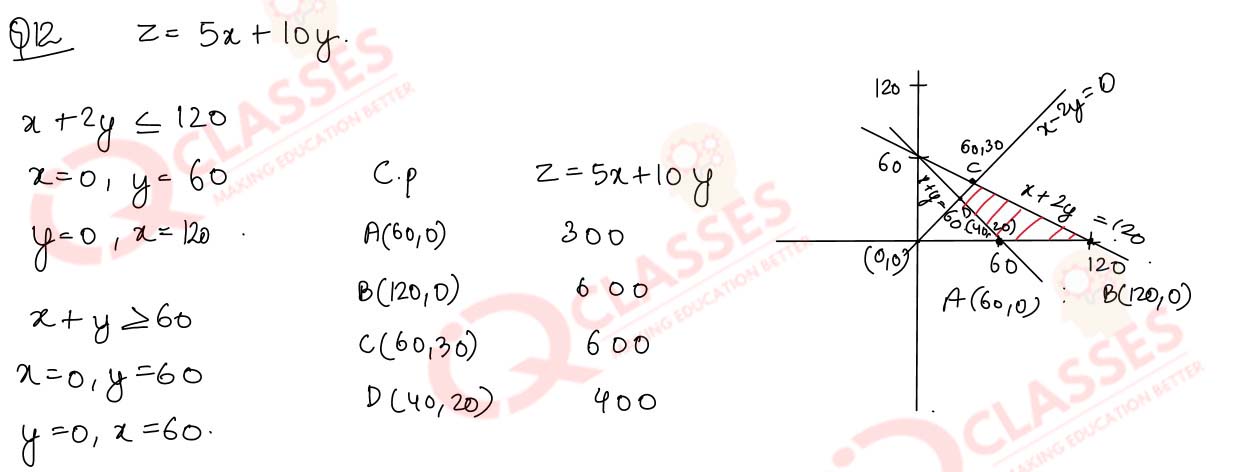 Q12 Z = 5x + 10y.
x + 2y ≤ 120
x=0, y = 60
y=0, x=120.
x + y ≥ 60
x=0, y=60
y=0, x=60.
C.p Z = 5x+10y
A(60,0) 300
B(120,0) 600
C(60,30) 600
D(40,20) 400
120
60
x-2y=0
60,30
C
x+2y=120
x+y=60
D(40,20)
(0,0)
60
120
A(60,0)
B(120,0)
Q CLASSES
MAKING EDUCATION BETTER
Q CLASSES
MAKING EDUCATION BETTER
Q CLASSES
MAKING EDUCATION BETTER